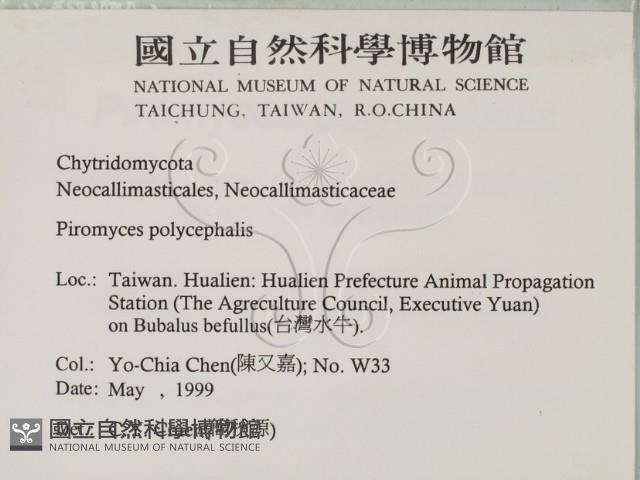 國立自然科學博物館
NATIONAL MUSEUM OF NATURAL SCIENCE
TAICHUNG, TAIWAN, R.O.CHINA
Chytridomycota
Neocallimasticales, Neocallimasticaceae
Piromyces polycephalis
Loc.: Taiwan. Hualien: Hualien Prefecture Animal Propagation
Station (The Agreculture Council, Executive Yuan)
on Bubalus befullus(台灣水牛).
Col.: Yo-Chia Chen(陳又嘉); No. W33
Date: May , 1999
國立自然科學博物館
NATIONAL MUSEUM OF NATURAL SCIENCE